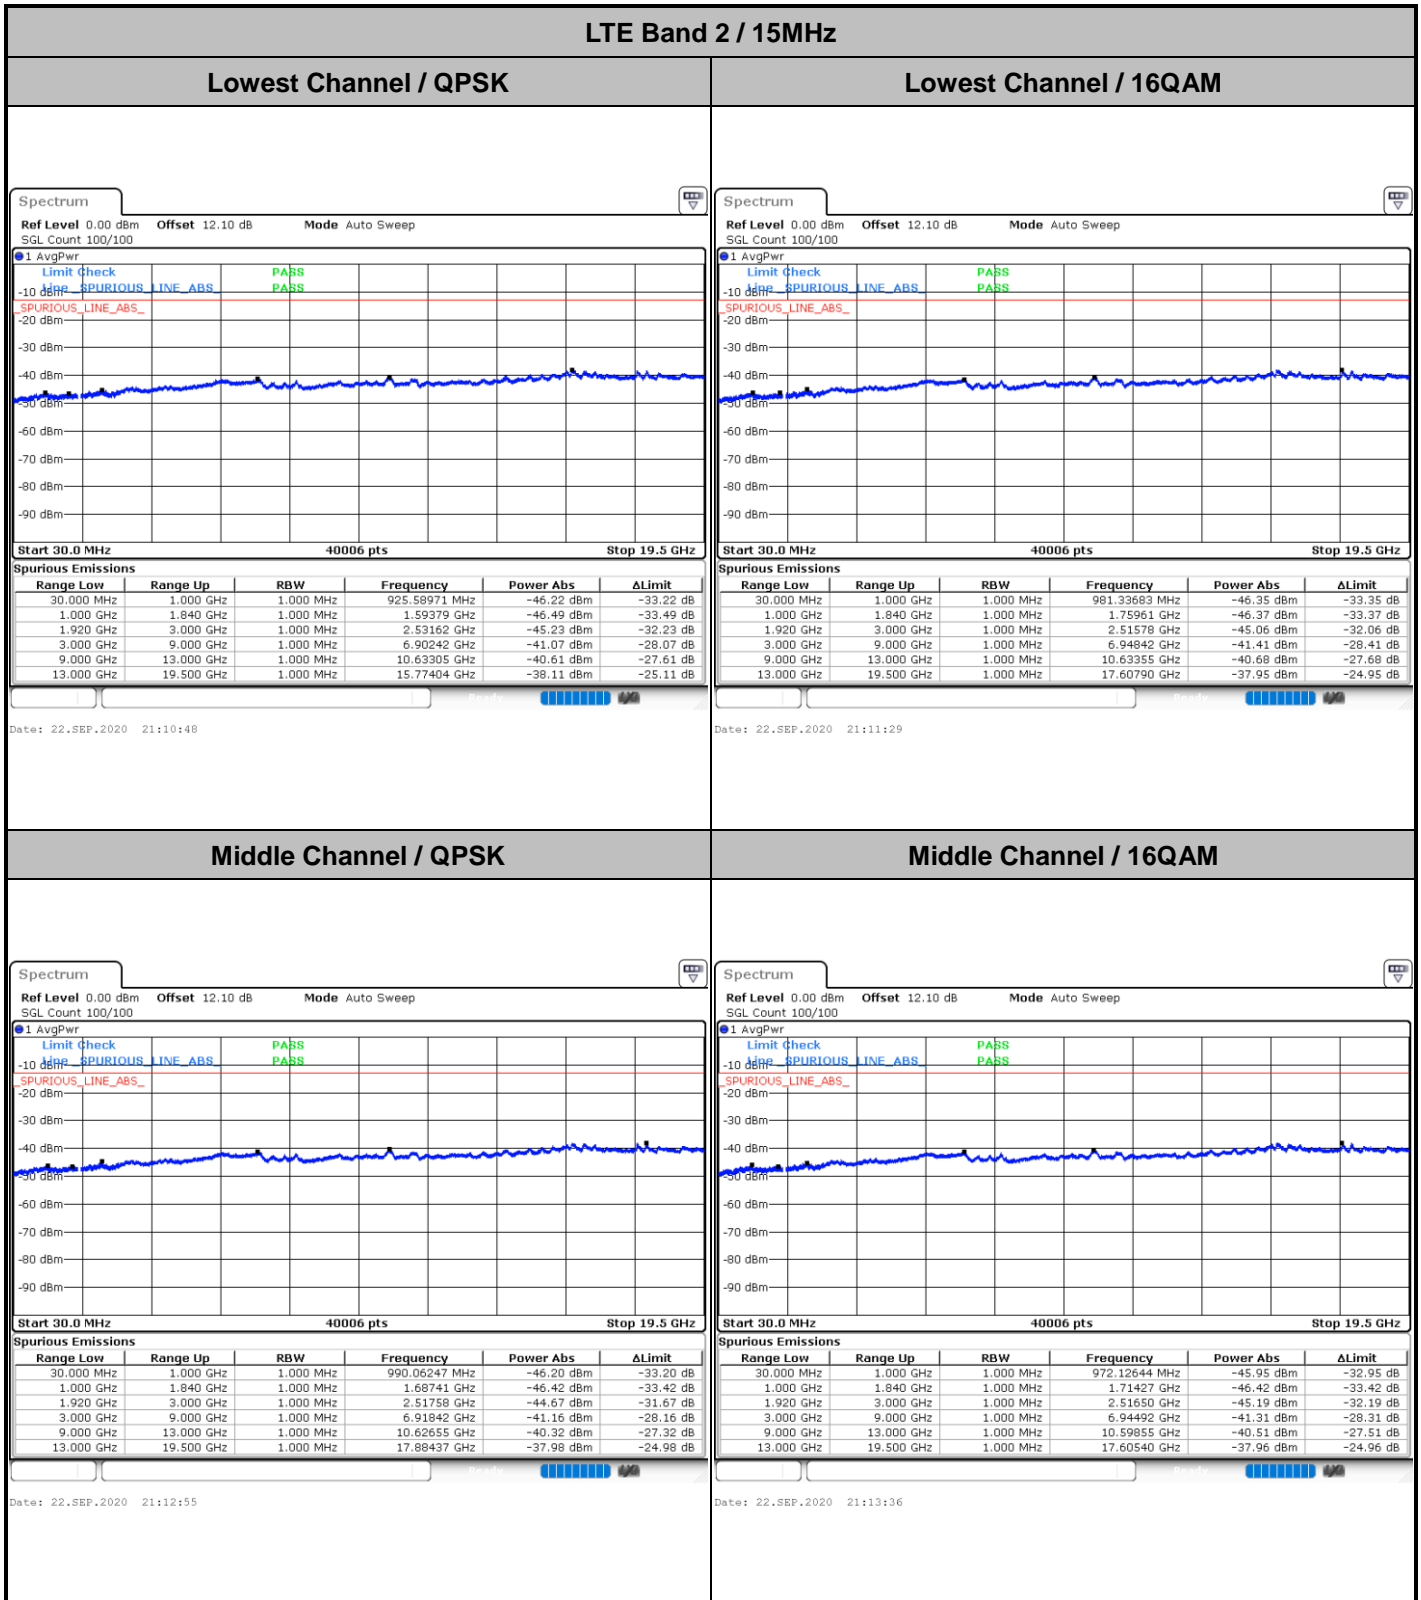 LTE Band 2 / 15MHz
Lowest Channel / QPSK
Lowest Channel / 16QAM
Spectrum
Ref Level 0.00 dBm Offset 12.10 dB Mode Auto Sweep
SGL Count 100/100
1 AvgPwr
Limit Check PASS
Line _SPURIOUS_LINE_ABS_ PASS
-10 dBm
_SPURIOUS_LINE_ABS_
-20 dBm
-30 dBm
-40 dBm
-50 dBm
-60 dBm
-70 dBm
-80 dBm
-90 dBm
Start 30.0 MHz 40006 pts Stop 19.5 GHz
Spurious Emissions
Range Low Range Up RBW Frequency Power Abs ΔLimit
30.000 MHz 1.000 GHz 1.000 MHz 925.58971 MHz -46.22 dBm -33.22 dB
1.000 GHz 1.840 GHz 1.000 MHz 1.59379 GHz -46.49 dBm -33.49 dB
1.920 GHz 3.000 GHz 1.000 MHz 2.53162 GHz -45.23 dBm -32.23 dB
3.000 GHz 9.000 GHz 1.000 MHz 6.90242 GHz -41.07 dBm -28.07 dB
9.000 GHz 13.000 GHz 1.000 MHz 10.63305 GHz -40.61 dBm -27.61 dB
13.000 GHz 19.500 GHz 1.000 MHz 15.77404 GHz -38.11 dBm -25.11 dB
Ready
Date: 22.SEP.2020 21:10:48
Spectrum
Ref Level 0.00 dBm Offset 12.10 dB Mode Auto Sweep
SGL Count 100/100
1 AvgPwr
Limit Check PASS
Line _SPURIOUS_LINE_ABS_ PASS
-10 dBm
_SPURIOUS_LINE_ABS_
-20 dBm
-30 dBm
-40 dBm
-50 dBm
-60 dBm
-70 dBm
-80 dBm
-90 dBm
Start 30.0 MHz 40006 pts Stop 19.5 GHz
Spurious Emissions
Range Low Range Up RBW Frequency Power Abs ΔLimit
30.000 MHz 1.000 GHz 1.000 MHz 981.33683 MHz -46.35 dBm -33.35 dB
1.000 GHz 1.840 GHz 1.000 MHz 1.75961 GHz -46.37 dBm -33.37 dB
1.920 GHz 3.000 GHz 1.000 MHz 2.51578 GHz -45.06 dBm -32.06 dB
3.000 GHz 9.000 GHz 1.000 MHz 6.94842 GHz -41.41 dBm -28.41 dB
9.000 GHz 13.000 GHz 1.000 MHz 10.63355 GHz -40.68 dBm -27.68 dB
13.000 GHz 19.500 GHz 1.000 MHz 17.60790 GHz -37.95 dBm -24.95 dB
Ready
Date: 22.SEP.2020 21:11:29
Middle Channel / QPSK
Middle Channel / 16QAM
Spectrum
Ref Level 0.00 dBm Offset 12.10 dB Mode Auto Sweep
SGL Count 100/100
1 AvgPwr
Limit Check PASS
Line _SPURIOUS_LINE_ABS_ PASS
-10 dBm
_SPURIOUS_LINE_ABS_
-20 dBm
-30 dBm
-40 dBm
-50 dBm
-60 dBm
-70 dBm
-80 dBm
-90 dBm
Start 30.0 MHz 40006 pts Stop 19.5 GHz
Spurious Emissions
Range Low Range Up RBW Frequency Power Abs ΔLimit
30.000 MHz 1.000 GHz 1.000 MHz 990.06247 MHz -46.20 dBm -33.20 dB
1.000 GHz 1.840 GHz 1.000 MHz 1.68741 GHz -46.42 dBm -33.42 dB
1.920 GHz 3.000 GHz 1.000 MHz 2.51758 GHz -44.67 dBm -31.67 dB
3.000 GHz 9.000 GHz 1.000 MHz 6.91842 GHz -41.16 dBm -28.16 dB
9.000 GHz 13.000 GHz 1.000 MHz 10.62655 GHz -40.32 dBm -27.32 dB
13.000 GHz 19.500 GHz 1.000 MHz 17.88437 GHz -37.98 dBm -24.98 dB
Ready
Date: 22.SEP.2020 21:12:55
Spectrum
Ref Level 0.00 dBm Offset 12.10 dB Mode Auto Sweep
SGL Count 100/100
1 AvgPwr
Limit Check PASS
Line _SPURIOUS_LINE_ABS_ PASS
-10 dBm
_SPURIOUS_LINE_ABS_
-20 dBm
-30 dBm
-40 dBm
-50 dBm
-60 dBm
-70 dBm
-80 dBm
-90 dBm
Start 30.0 MHz 40006 pts Stop 19.5 GHz
Spurious Emissions
Range Low Range Up RBW Frequency Power Abs ΔLimit
30.000 MHz 1.000 GHz 1.000 MHz 972.12644 MHz -45.95 dBm -32.95 dB
1.000 GHz 1.840 GHz 1.000 MHz 1.71427 GHz -46.42 dBm -33.42 dB
1.920 GHz 3.000 GHz 1.000 MHz 2.51650 GHz -45.19 dBm -32.19 dB
3.000 GHz 9.000 GHz 1.000 MHz 6.94492 GHz -41.31 dBm -28.31 dB
9.000 GHz 13.000 GHz 1.000 MHz 10.59855 GHz -40.51 dBm -27.51 dB
13.000 GHz 19.500 GHz 1.000 MHz 17.60540 GHz -37.96 dBm -24.96 dB
Ready
Date: 22.SEP.2020 21:13:36